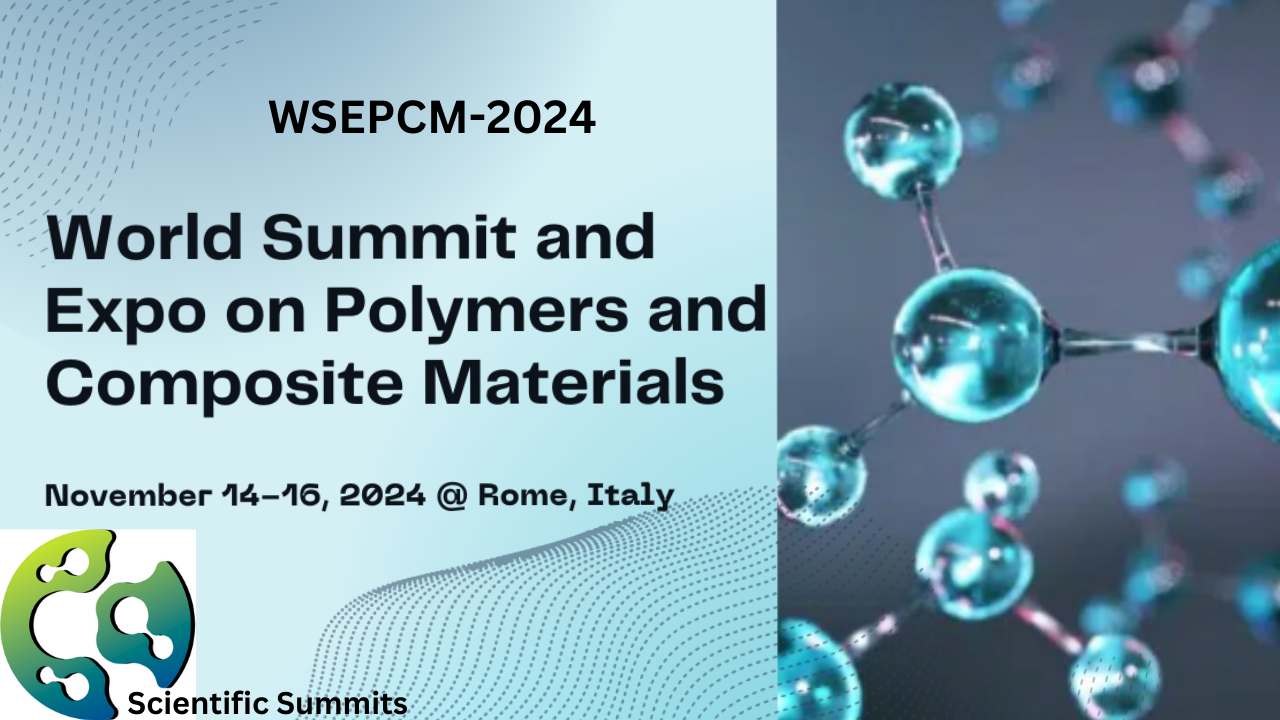 WSEPCM-2024
World Summit and
Expo on Polymers and
Composite Materials
November 14-16, 2024 @ Rome, Italy
Scientific Summits